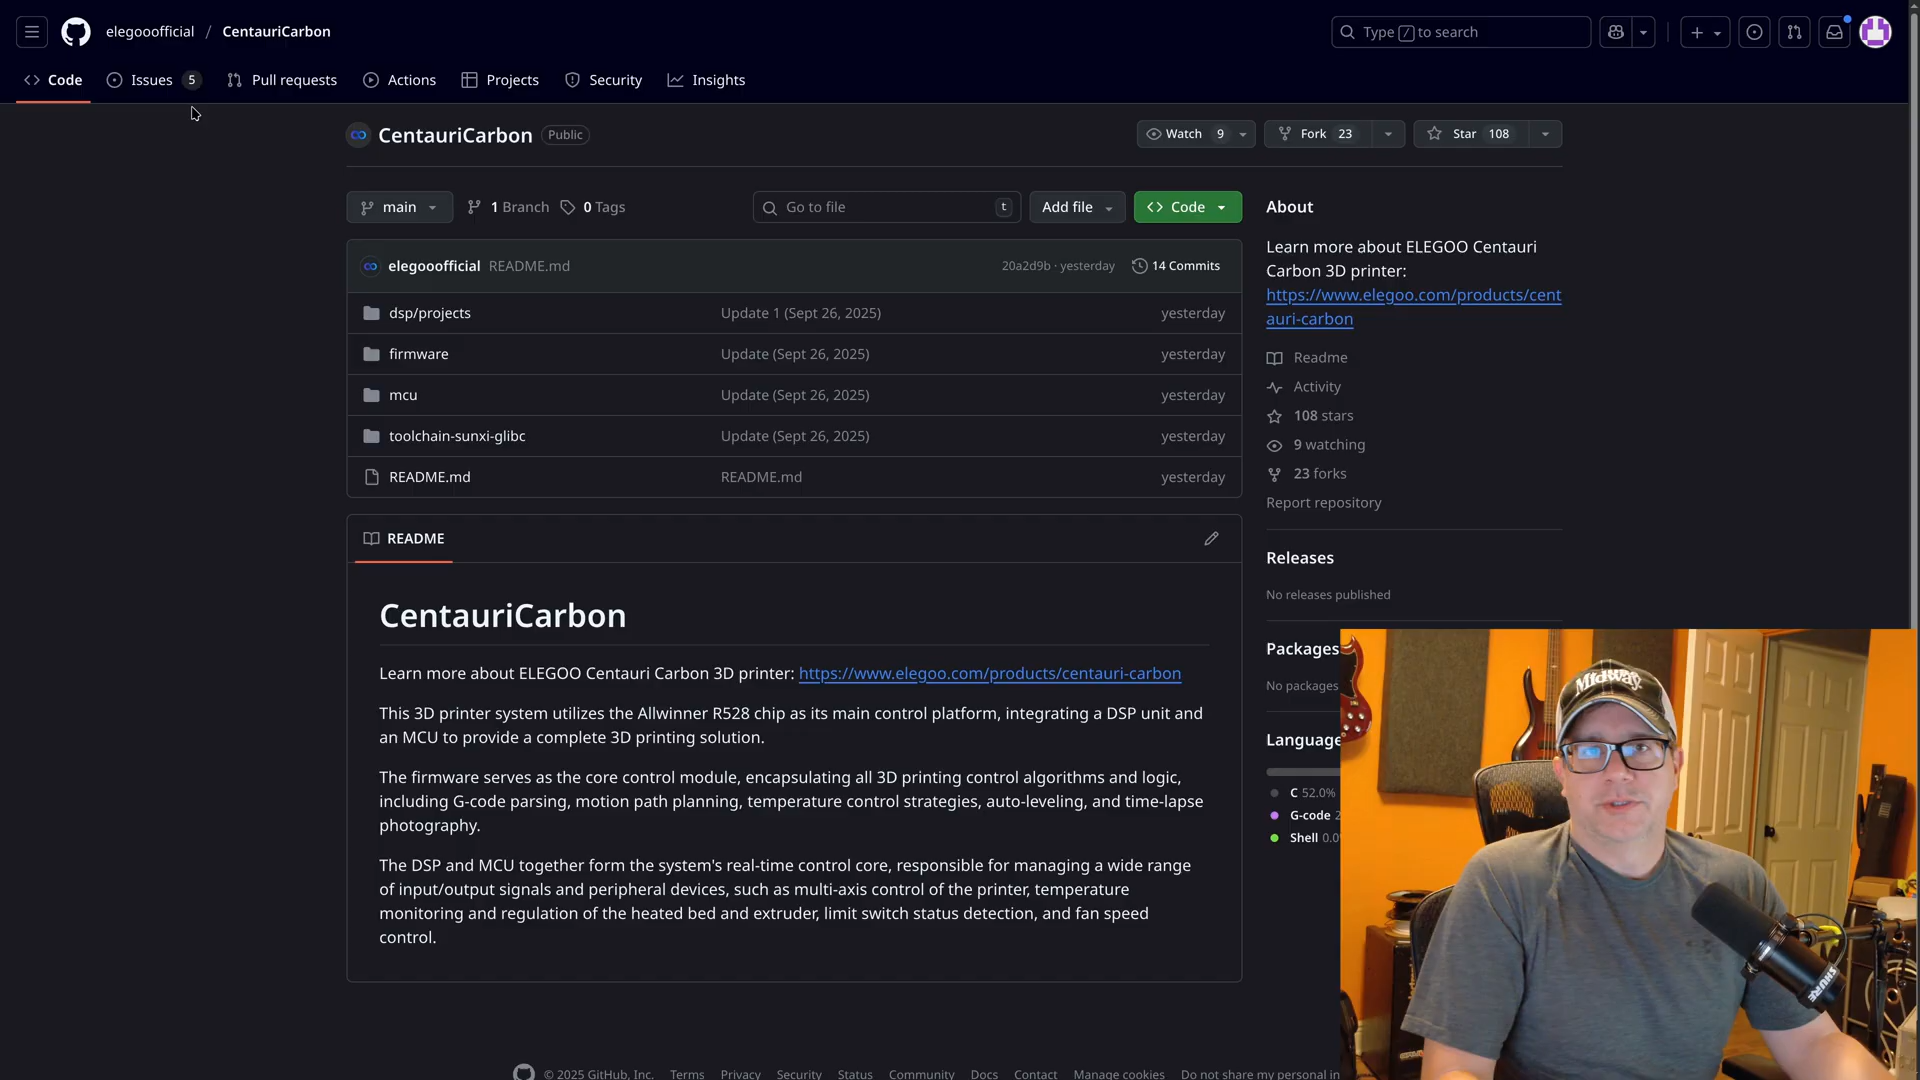 elegooofficial / CentauriCarbon
Type / to search
Code
Issues 5
Pull requests
Actions
Projects
Security
Insights
CentauriCarbon Public
Watch 9
Fork 23
Star 108
main
1 Branch
0 Tags
Go to file t
Add file
Code
elegooofficial README.md 20a2d9b · yesterday 14 Commits
dsp/projects Update 1 (Sept 26, 2025) yesterday
firmware Update (Sept 26, 2025) yesterday
mcu Update (Sept 26, 2025) yesterday
toolchain-sunxi-glibc Update (Sept 26, 2025) yesterday
README.md README.md yesterday
README
CentauriCarbon
Learn more about ELEGOO Centauri Carbon 3D printer: https://www.elegoo.com/products/centauri-carbon
This 3D printer system utilizes the Allwinner R528 chip as its main control platform, integrating a DSP unit and
an MCU to provide a complete 3D printing solution.
The firmware serves as the core control module, encapsulating all 3D printing control algorithms and logic,
including G-code parsing, motion path planning, temperature control strategies, auto-leveling, and time-lapse
photography.
The DSP and MCU together form the system's real-time control core, responsible for managing a wide range
of input/output signals and peripheral devices, such as multi-axis control of the printer, temperature
monitoring and regulation of the heated bed and extruder, limit switch status detection, and fan speed
control.
About
Learn more about ELEGOO Centauri
Carbon 3D printer:
https://www.elegoo.com/products/cent
auri-carbon
Readme
Activity
108 stars
9 watching
23 forks
Report repository
Releases
No releases published
Packages
No packages
Language
C 52.0%
G-code 2
Shell 0.0
Midway
SHURE
© 2025 GitHub, Inc. Terms Privacy Security Status Community Docs Contact Manage cookies Do not share my personal in